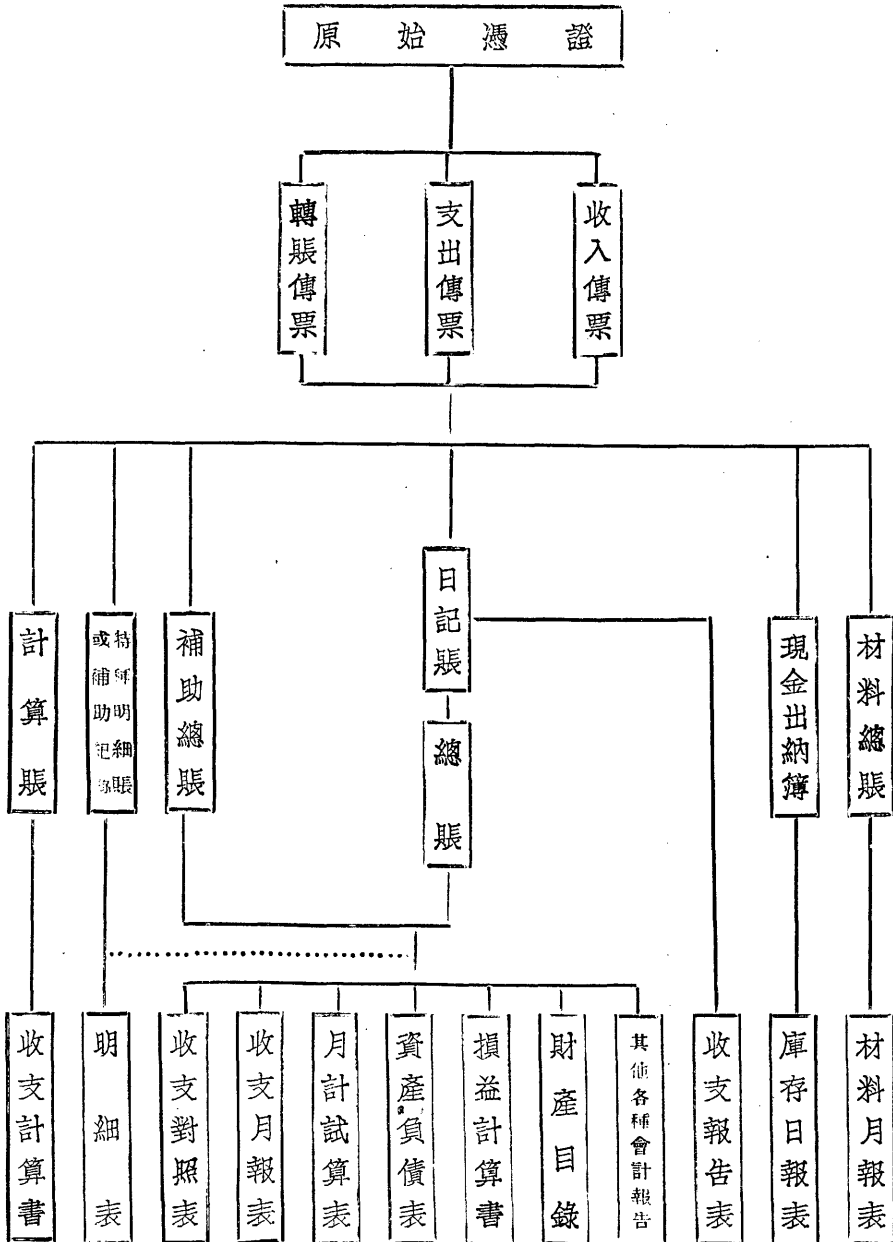 原始憑證
收入傳票
支出傳票
轉賬傳票
材料總賬
現金出納簿
日記賬
總賬
補助總賬
特種明細賬
或補助記錄
計算賬
材料月報表
庫存日報表
收支報告表
其他各種會計報告
財產目錄
損益計算書
資產負債表
月計試算表
收支月報表
收支對照表
明細表
收支計算書